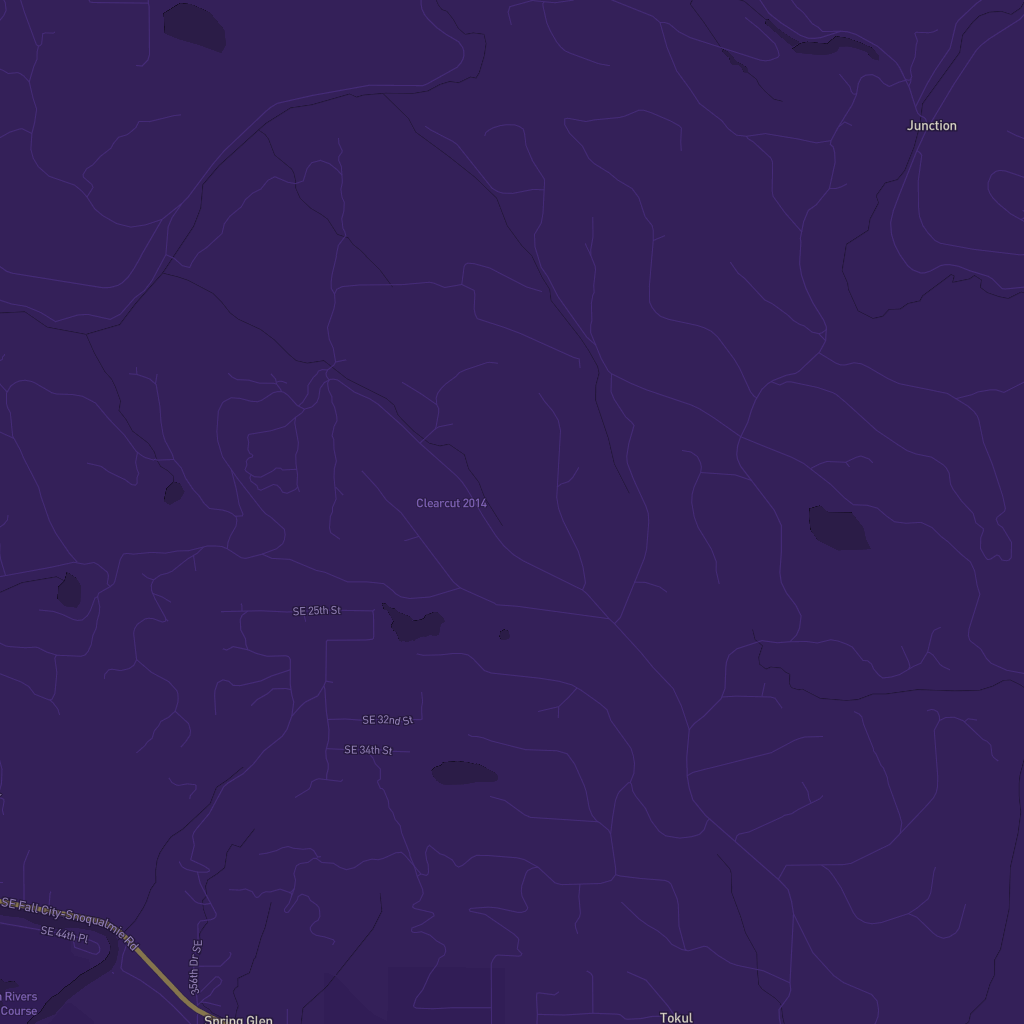 Junction
Clearcut 2014
SE 25th St
SE 32nd St
SE 34th St
SE Fall City-Snoqualmie Rd
SE 44th Pl
356th Dr SE
Rivers
Course
Spring Glen
Tokul